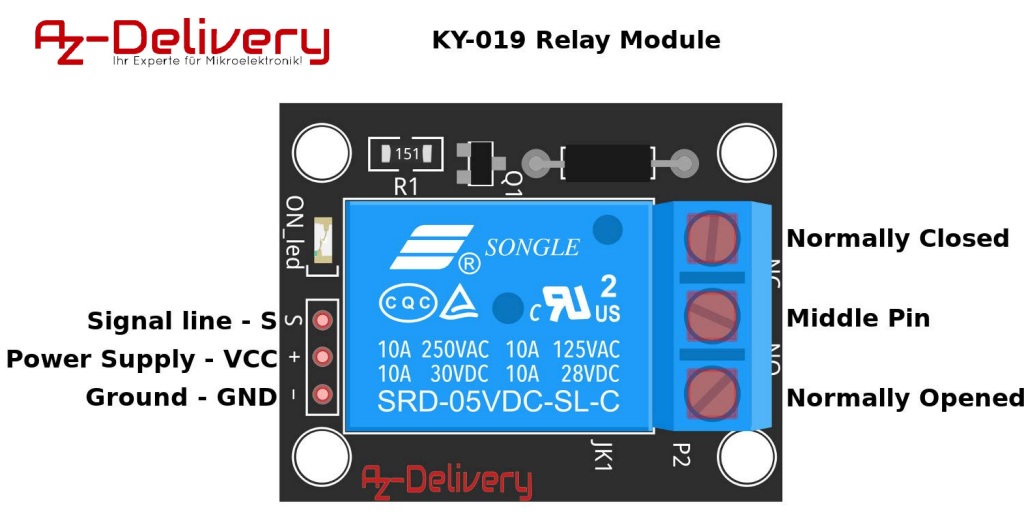 Az-Delivery
Ihr Experte für Mikroelektronik!
KY-019 Relay Module
151
R1
Q1
ON_led
SONGLE
®
CQC
c
2
US
10A 250VAC 10A 125VAC
10A 30VDC 10A 28VDC
SRD-05VDC-SL-C
Normally Closed
NC
Middle Pin
NO
Normally Opened
Signal line - S
S
Power Supply - VCC
+
Ground - GND
-
JK1
P2
Az-Delivery